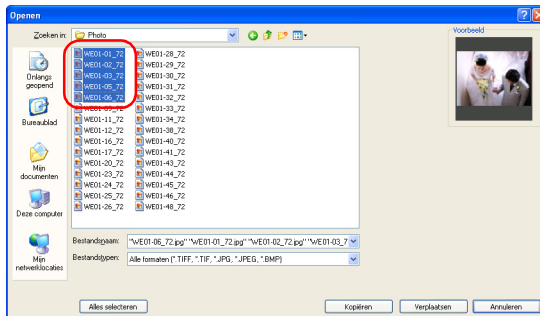 Openen
Zoeken in: Photo
Voorbeeld
Onlangs geopend
Bureaublad
Mijn documenten
Deze computer
Mijn netwerklocaties
WE01-01_72
WE01-02_72
WE01-03_72
WE01-05_72
WE01-06_72
WE01-09_72
WE01-11_72
WE01-12_72
WE01-16_72
WE01-17_72
WE01-20_72
WE01-23_72
WE01-24_72
WE01-25_72
WE01-26_72
WE01-28_72
WE01-29_72
WE01-30_72
WE01-31_72
WE01-32_72
WE01-33_72
WE01-34_72
WE01-38_72
WE01-40_72
WE01-41_72
WE01-43_72
WE01-44_72
WE01-45_72
WE01-46_72
WE01-48_72
Bestandsnaam: "WE01-06_72.jpg" "WE01-01_72.jpg" "WE01-02_72.jpg" "WE01-03_7
Bestandstypen: Alle formaten (*.TIFF, *.TIF, *.JPG, *.JPEG, *.BMP)
Alles selecteren
Kopiëren
Verplaatsen
Annuleren